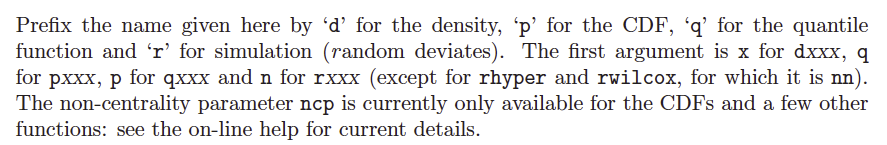 Prefix the name given here by ‘d’ for the density, ‘p’ for the CDF, ‘q’ for the quantile
function and ‘r’ for simulation (random deviates). The first argument is x for dxxx, q
for pxxx, p for qxxx and n for rxxx (except for rhyper and rwilcox, for which it is nn).
The non-centrality parameter ncp is currently only available for the CDFs and a few other
functions: see the on-line help for current details.